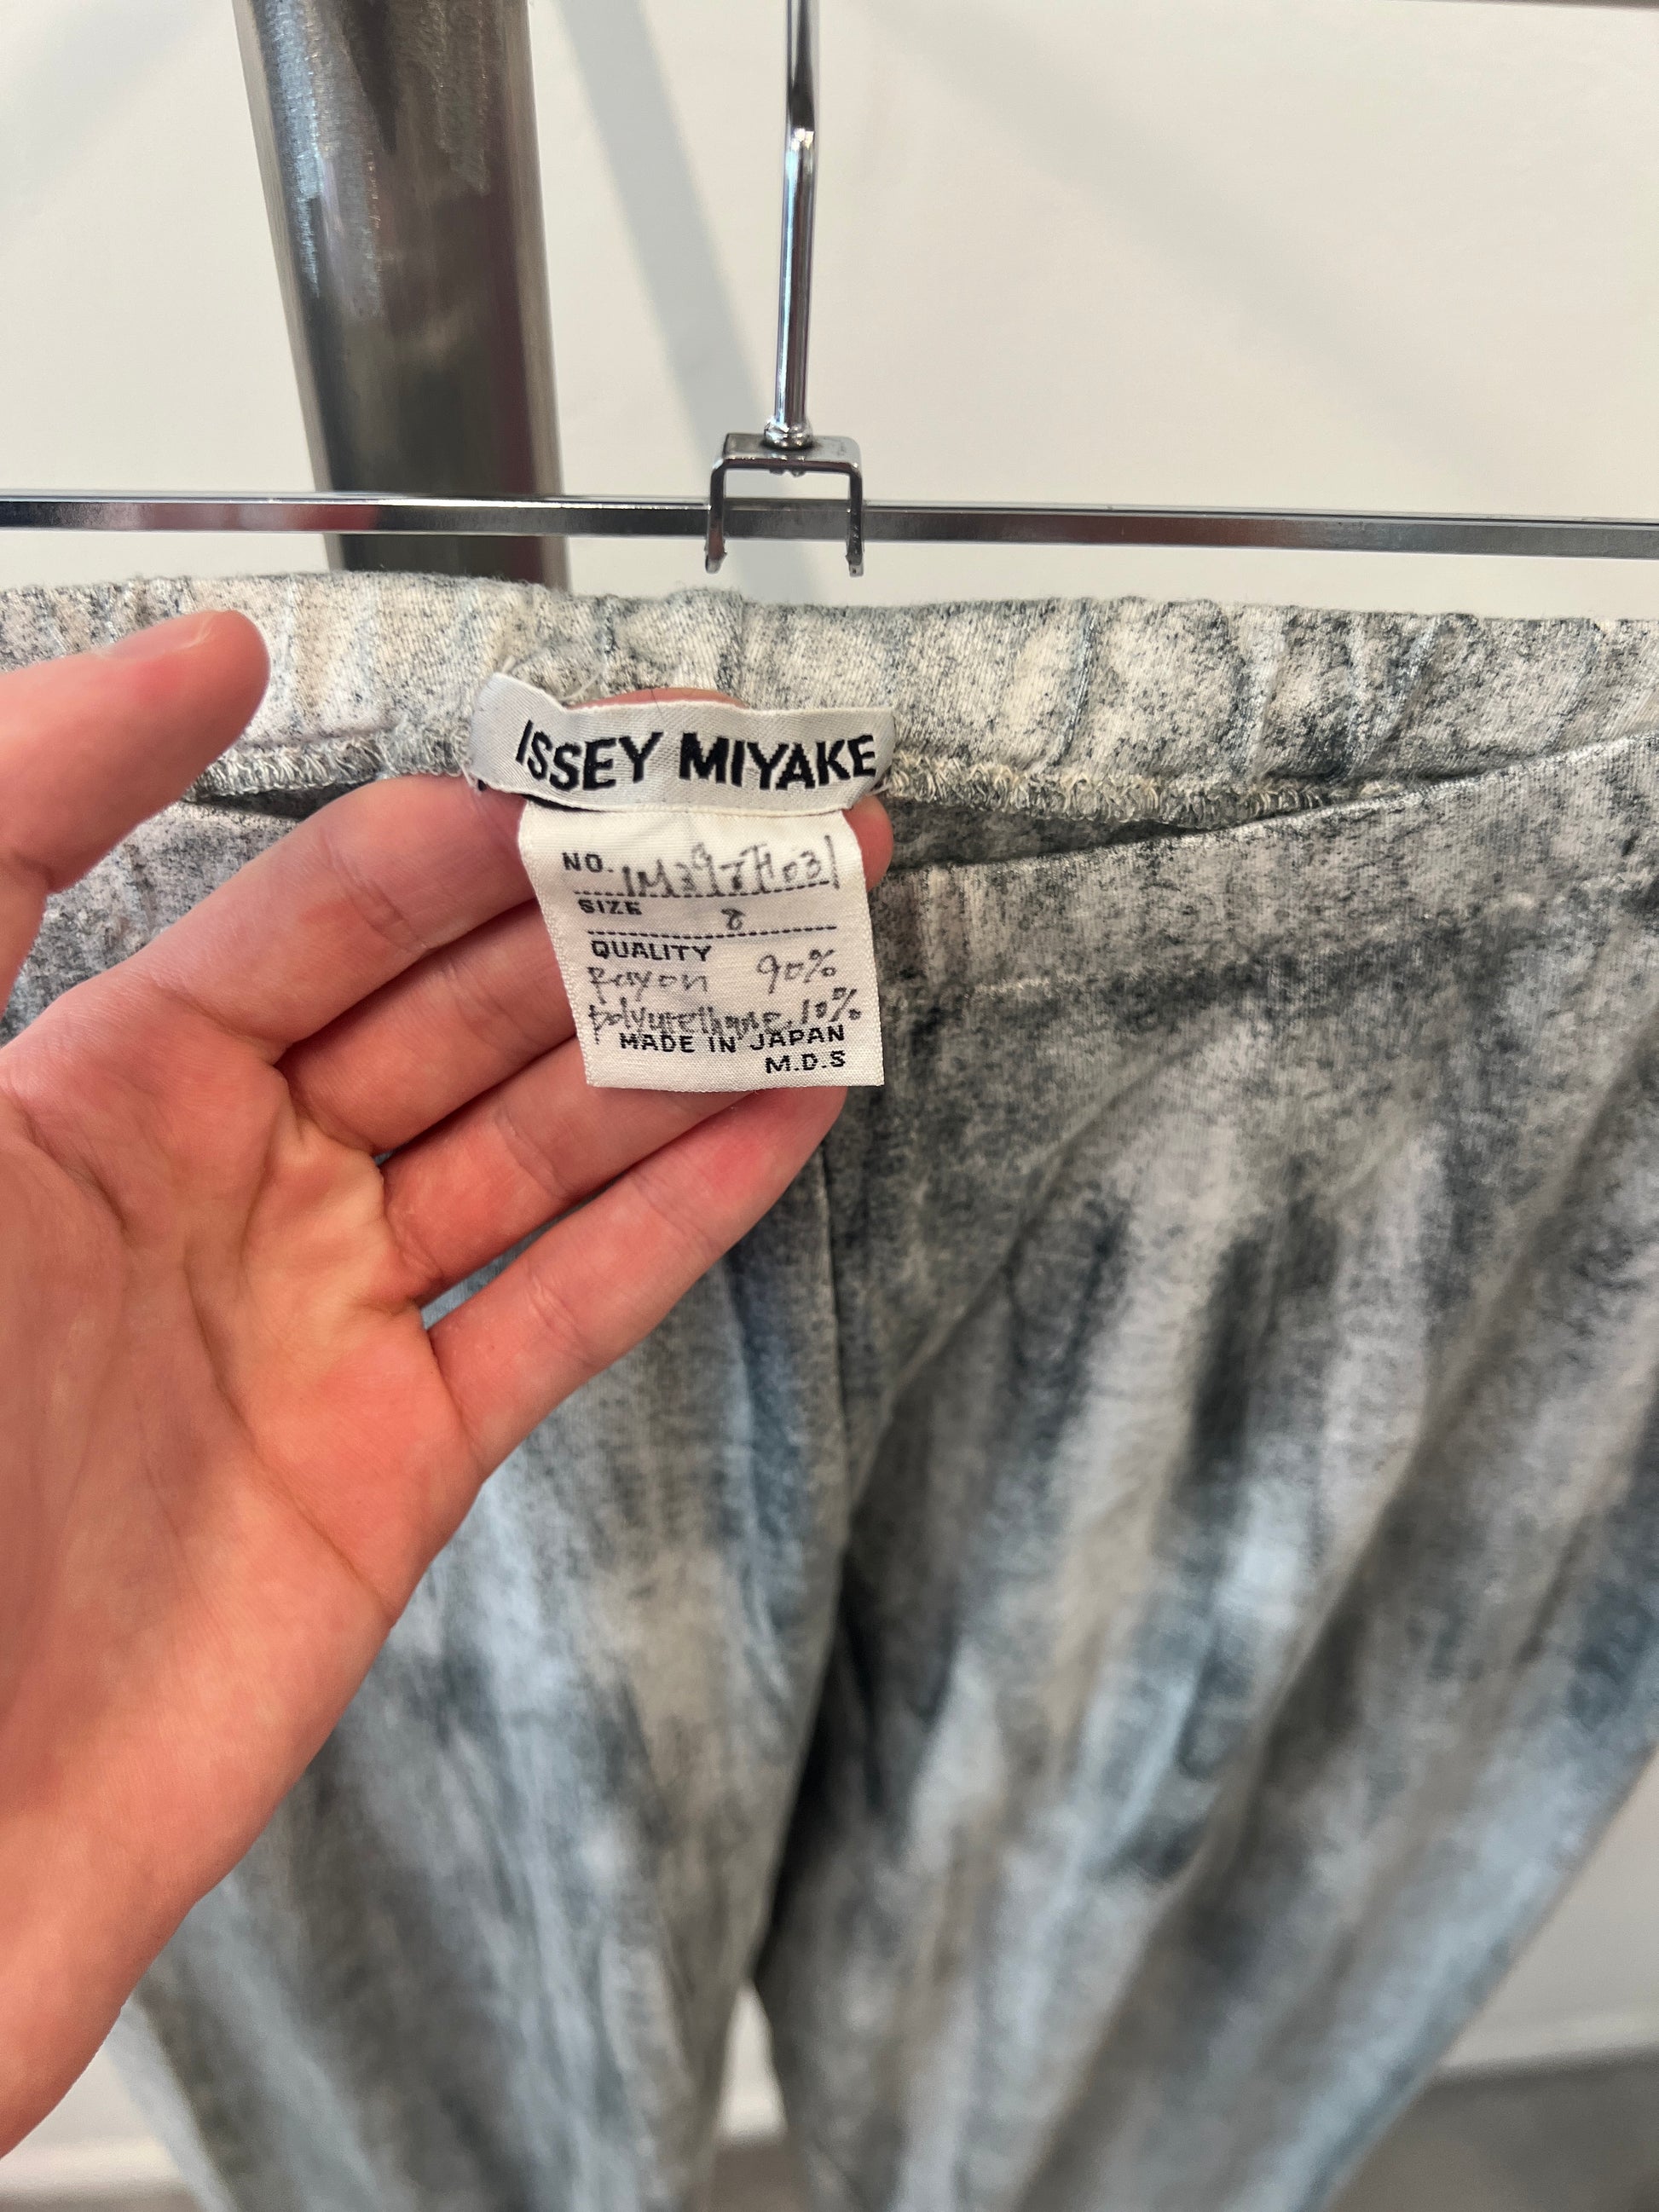 ISSEY MIYAKE
NO.
SIZE 8
QUALITY
Rayon 90%
polyurethane 10%
MADE IN JAPAN
M.D.S